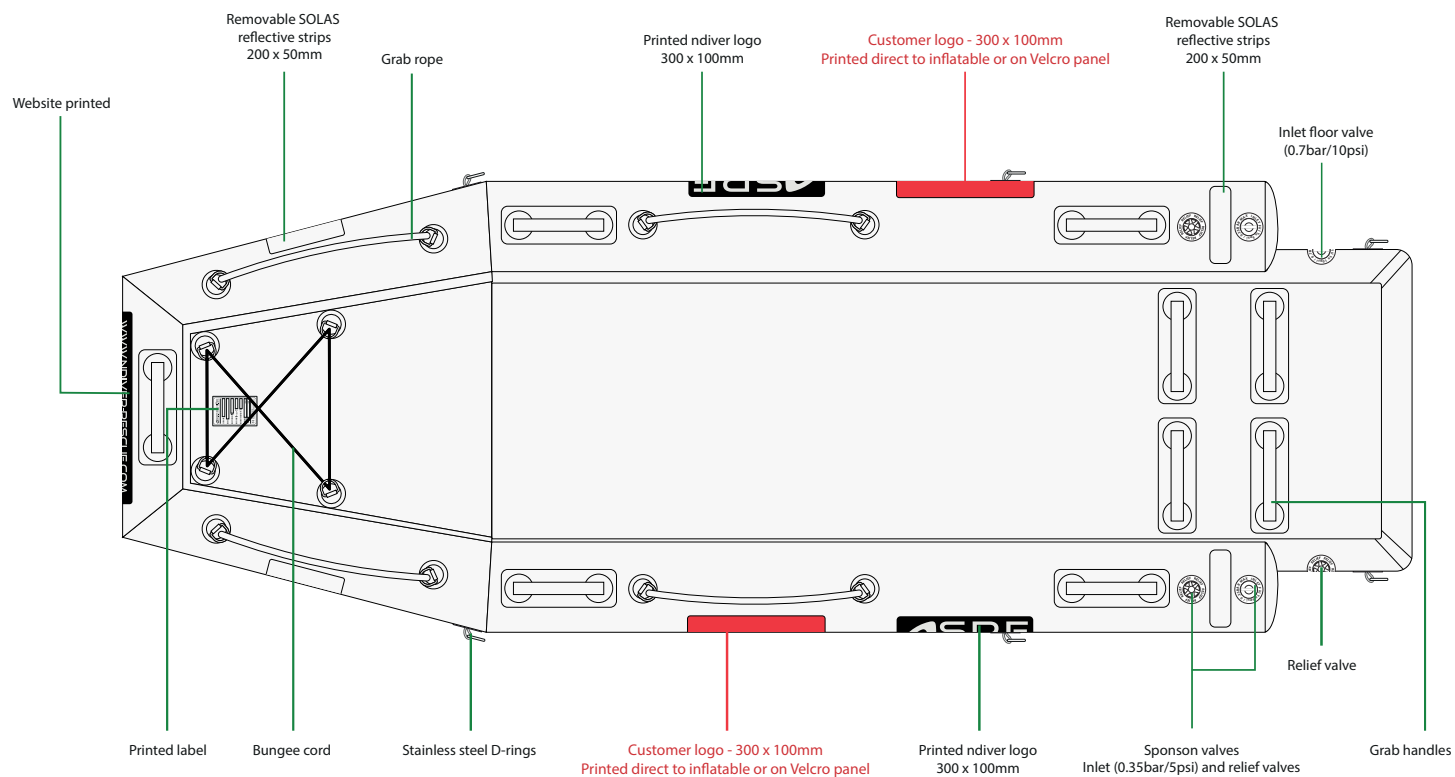 Removable SOLAS
reflective strips
200 x 50mm
Grab rope
Website printed
Printed ndiver logo
300 x 100mm
Customer logo - 300 x 100mm
Printed direct to inflatable or on Velcro panel
Removable SOLAS
reflective strips
200 x 50mm
Inlet floor valve
(0.7bar/10psi)
WWW.NDIVER-RESCUE.COM
Printed label
Bungee cord
Stainless steel D-rings
Customer logo - 300 x 100mm
Printed direct to inflatable or on Velcro panel
Printed ndiver logo
300 x 100mm
Sponson valves
Inlet (0.35bar/5psi) and relief valves
Relief valve
Grab handles